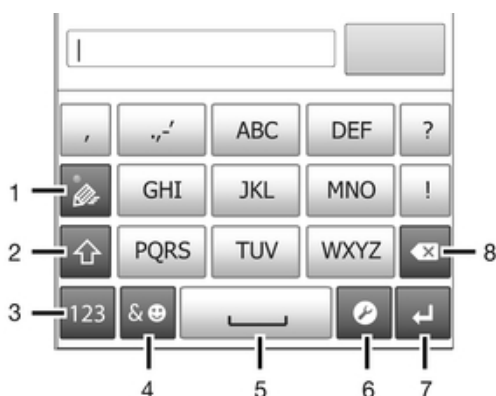 , .,-' ABC DEF ?
1 GHI JKL MNO !
2 PQRS TUV WXYZ 8
3 123 &
4 5 6 7